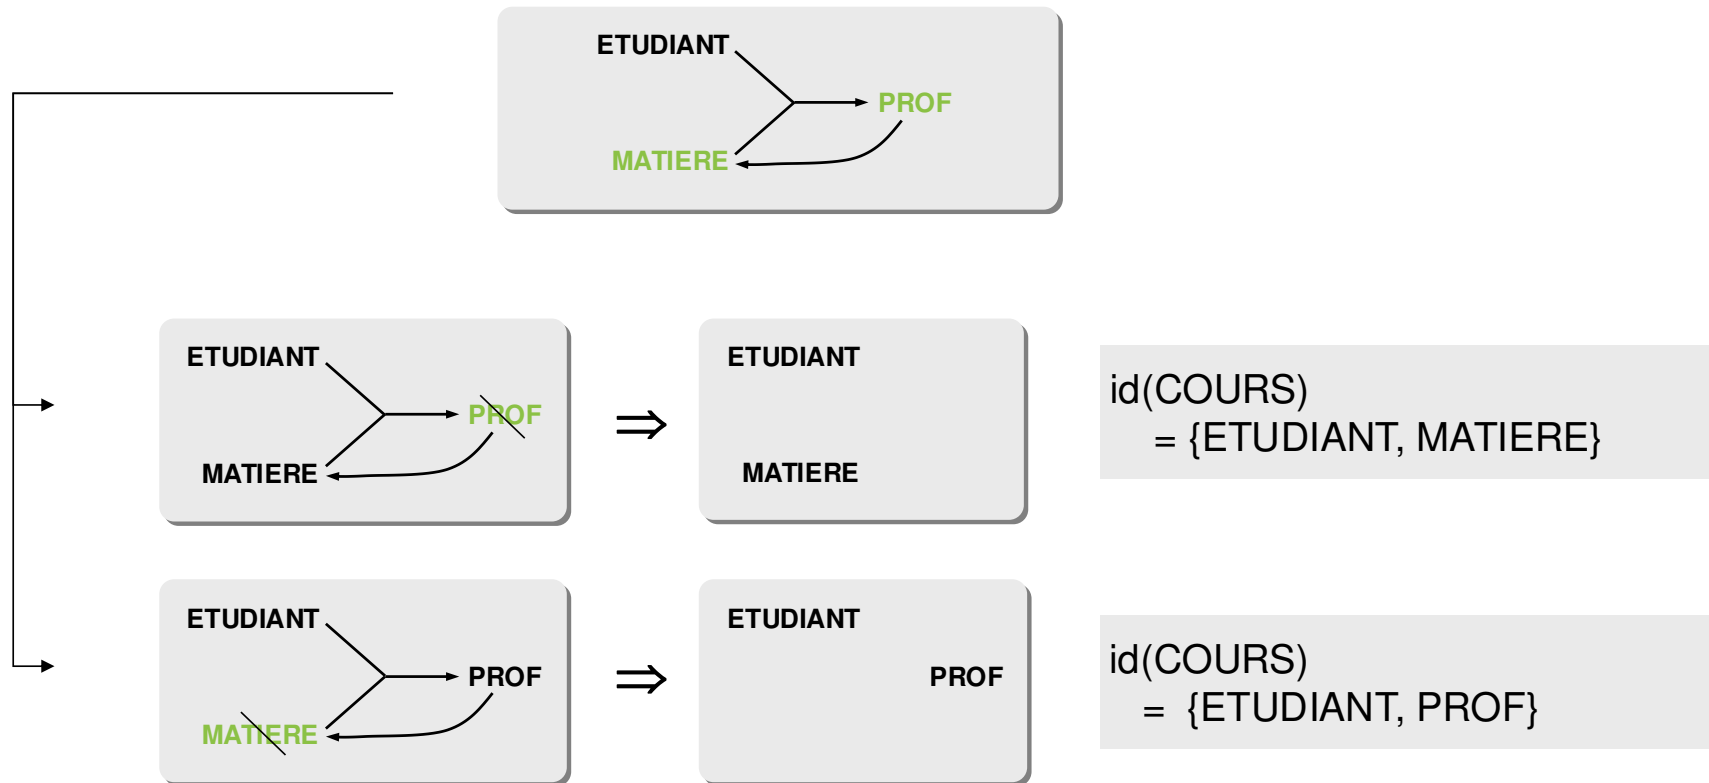 ETUDIANT
PROF
MATIERE
ETUDIANT
PROF
MATIERE
⇒
ETUDIANT
MATIERE
id(COURS)
= {ETUDIANT, MATIERE}
ETUDIANT
PROF
MATIERE
⇒
ETUDIANT
PROF
id(COURS)
= {ETUDIANT, PROF}